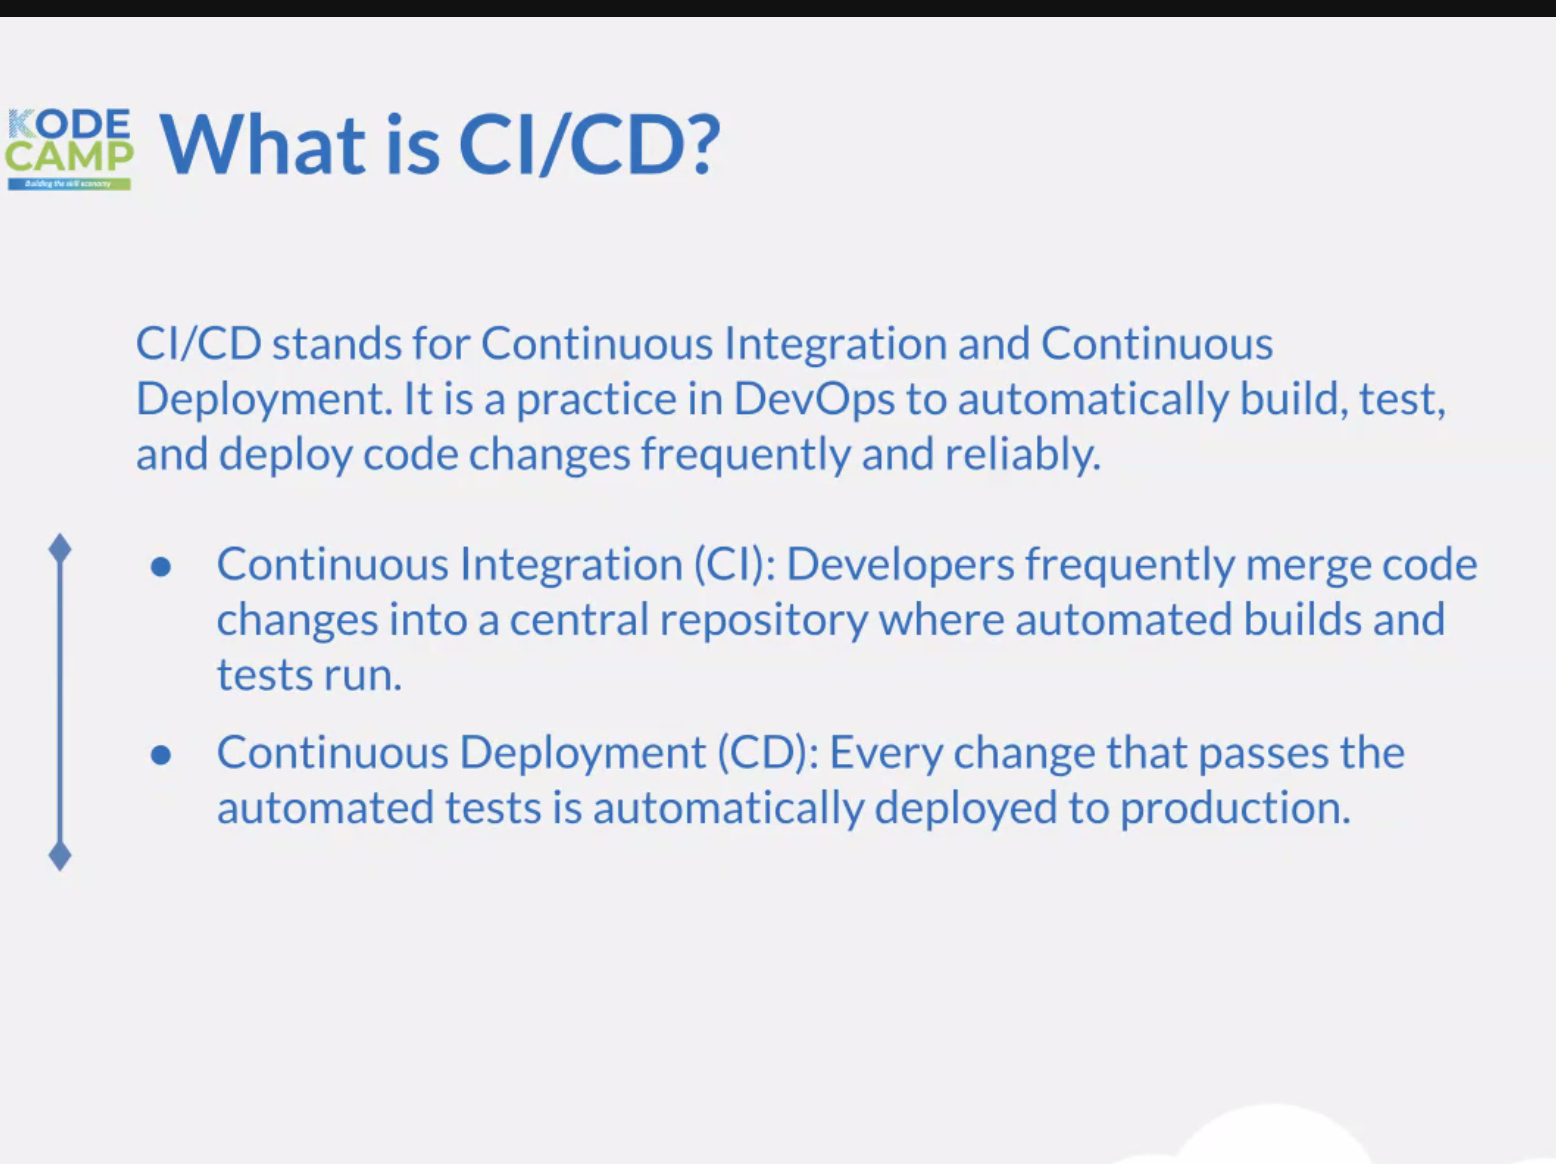 KODE
CAMP
Building the skill economy
What is CI/CD?
CI/CD stands for Continuous Integration and Continuous
Deployment. It is a practice in DevOps to automatically build, test,
and deploy code changes frequently and reliably.
● Continuous Integration (CI): Developers frequently merge code
changes into a central repository where automated builds and
tests run.
● Continuous Deployment (CD): Every change that passes the
automated tests is automatically deployed to production.